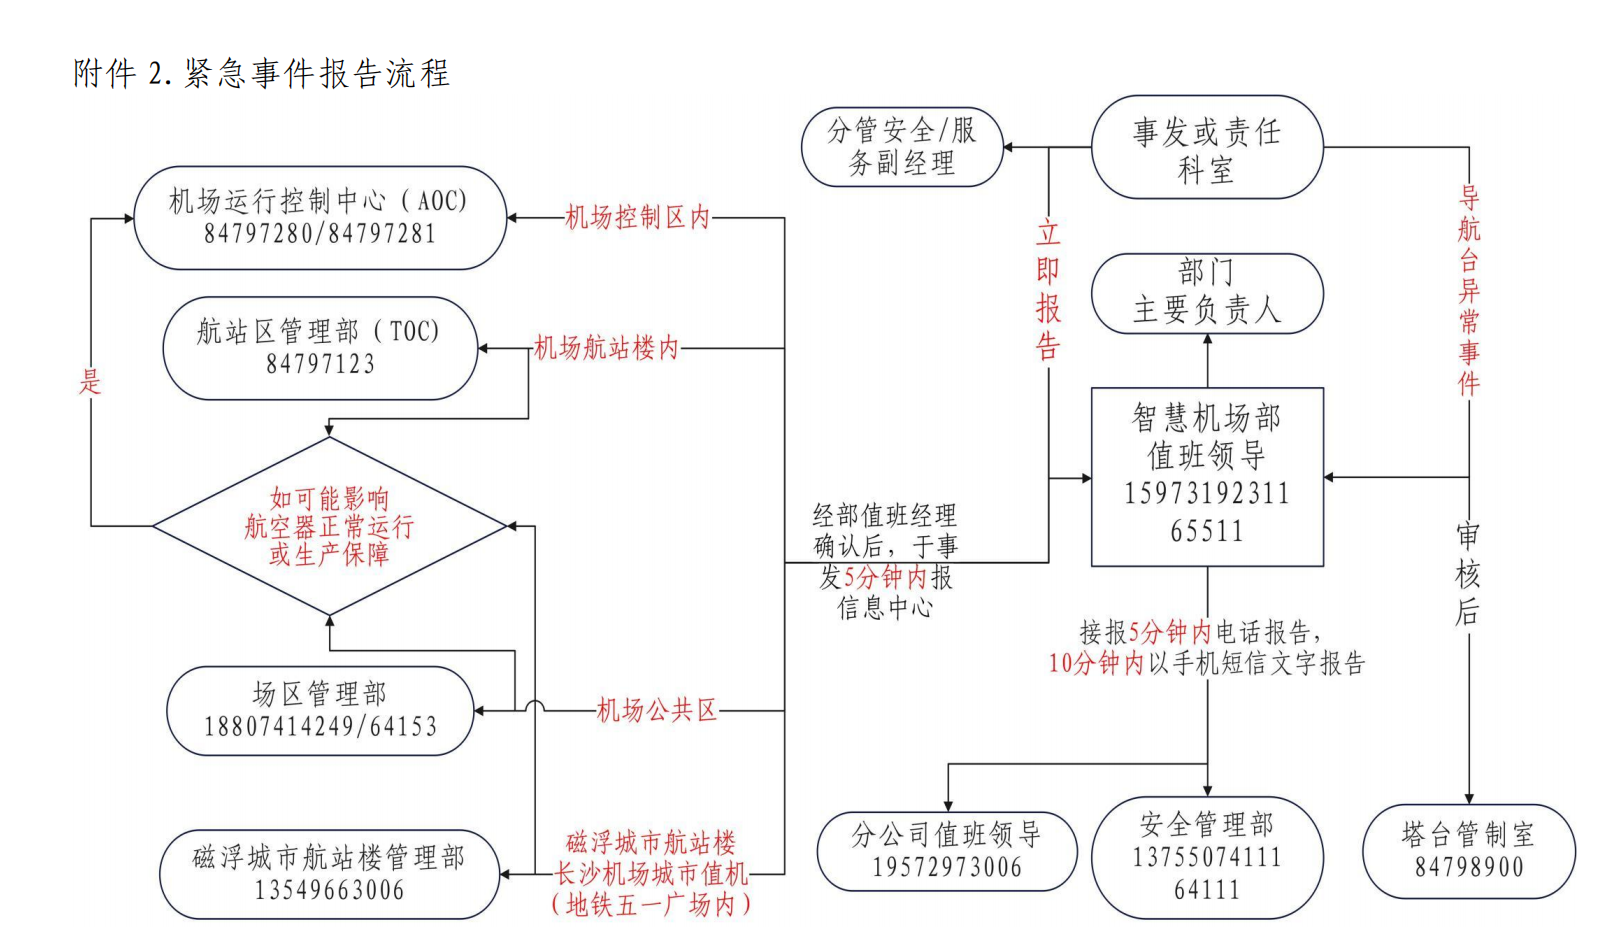 附件 2. 紧急事件报告流程
分管安全/服
务副经理
事发或责任
科室
机场运行控制中心（AOC)
84797280/84797281
机场控制区内
立
即
报
告
导
航
台
异
常
事
件
部门
主要负责人
航站区管理部（TOC)
84797123
机场航站楼内
是
智慧机场部
值班领导
15973192311
65511
如可能影响
航空器正常运行
或生产保障
经部值班经理
确认后，于事
发5分钟内报
信息中心
审
核
后
接报5分钟内电话报告，
10分钟内以手机短信文字报告
场区管理部
18807414249/64153
机场公共区
磁浮城市航站楼管理部
13549663006
磁浮城市航站楼
长沙机场城市值机
（地铁五一广场内）
分公司值班领导
19572973006
安全管理部
13755074111
64111
塔台管制室
84798900